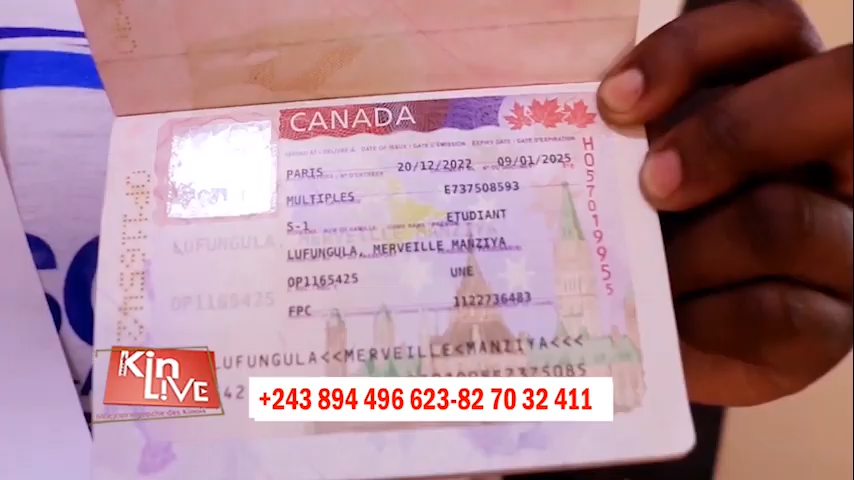 CANADA
PARIS 20/12/2022 09/01/2025
MULTIPLES E737508593
S-1 ETUDIANT
LUFUNGULA, MERVEILLE MANZIYA
OP1165425 UNE
FPC 1122736483
H057019955
LUFUNGULA<<MERVEILLE<MANZIYA<<<
Kin
LIVE
+243 894 496 623-82 70 32 411